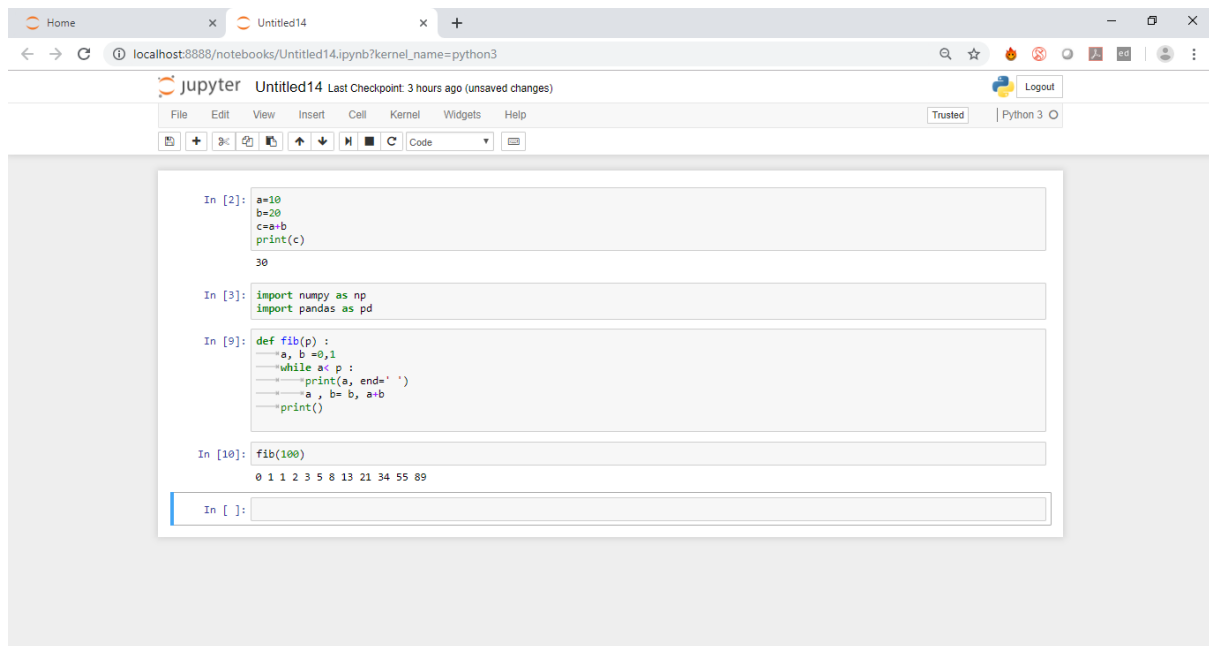 Home
Untitled14
localhost:8888/notebooks/Untitled14.ipynb?kernel_name=python3
ed
jupyter Untitled14 Last Checkpoint: 3 hours ago (unsaved changes)
Logout
File Edit View Insert Cell Kernel Widgets Help
Trusted
Python 3
Code
In [2]: a=10
b=20
c=a+b
print(c)
30
In [3]: import numpy as np
import pandas as pd
In [9]: def fib(p) :
a, b =0,1
while a< p :
print(a, end=' ')
a , b= b, a+b
print()
In [10]: fib(100)
0 1 1 2 3 5 8 13 21 34 55 89
In [ ]: